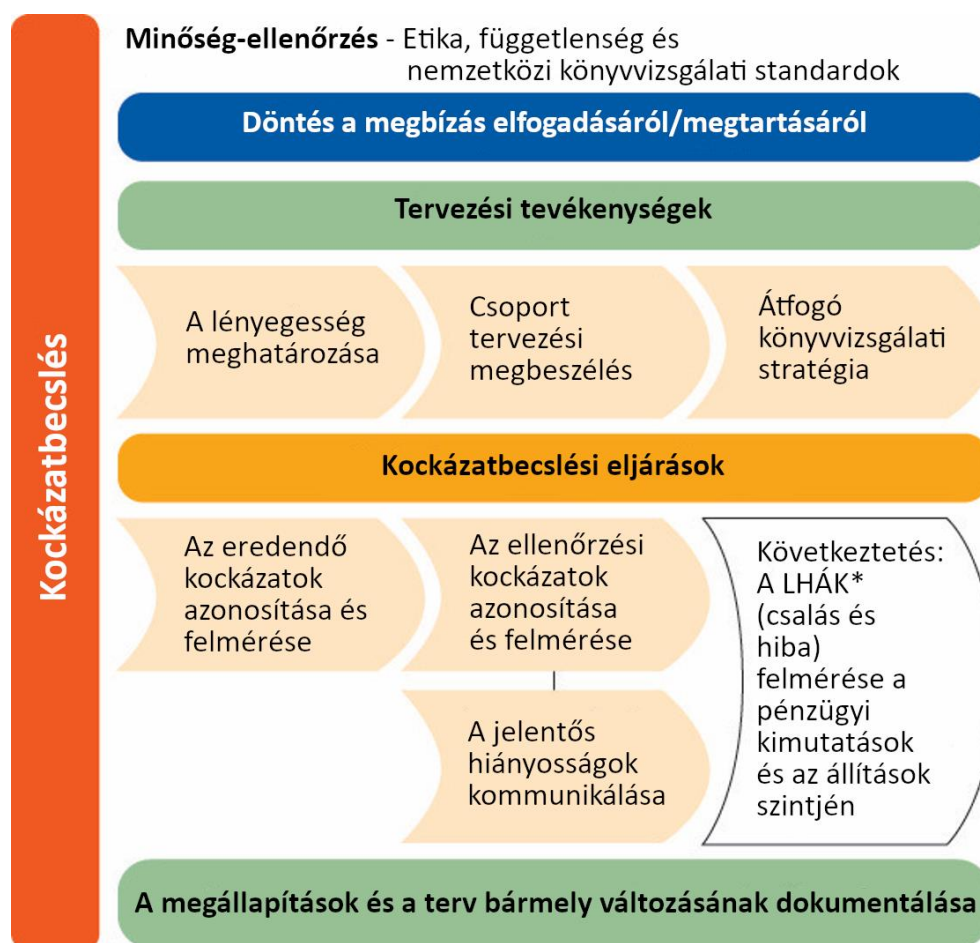 Kockázatbecslés
Minőség-ellenőrzés - Etika, függetlenség és
nemzetközi könyvvizsgálati standardok
Döntés a megbízás elfogadásáról/megtartásáról
Tervezési tevékenységek
A lényegesség
meghatározása
Csoport
tervezési
megbeszélés
Átfogó
könyvvizsgálati
stratégia
Kockázatbecslési eljárások
Az eredendő
kockázatok
azonosítása és
felmérése
Az ellenőrzési
kockázatok
azonosítása
és felmérése
A jelentős
hiányosságok
kommunikálása
Következtetés:
A LHÁK*
(csalás és
hiba)
felmérése a
pénzügyi
kimutatások
és az állítások
szintjén
A megállapítások és a terv bármely változásának dokumentálása